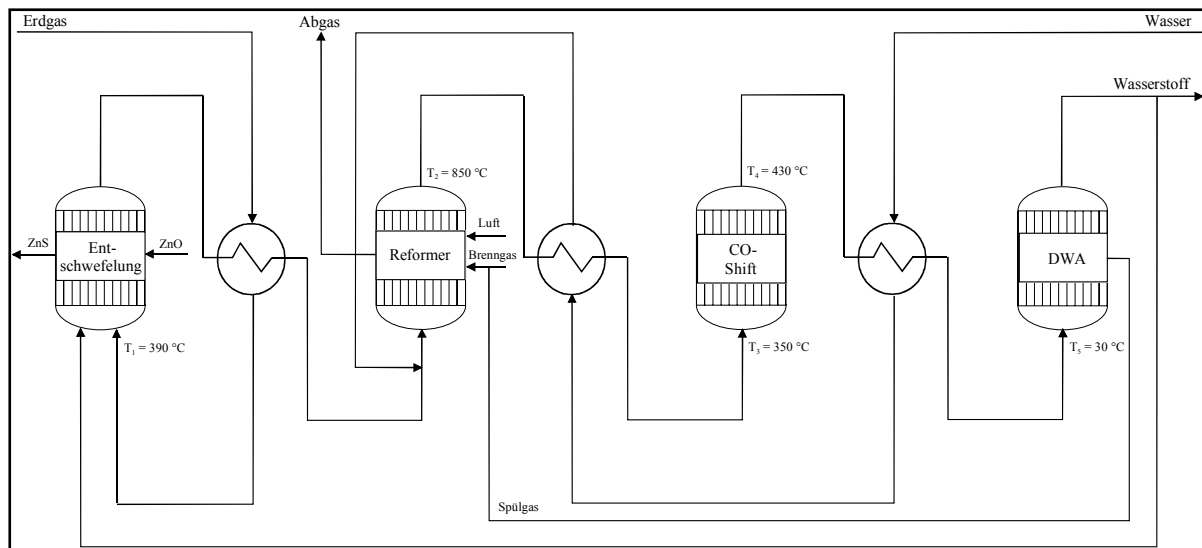 Erdgas
Abgas
Wasser
Wasserstoff
T₂ = 850 °C
T₄ = 430 °C
Luft
ZnS
Ent-
schwefelung
ZnO
Reformer
Brenngas
CO-
Shift
DWA
T₁ = 390 °C
T₃ = 350 °C
T₅ = 30 °C
Spülgas